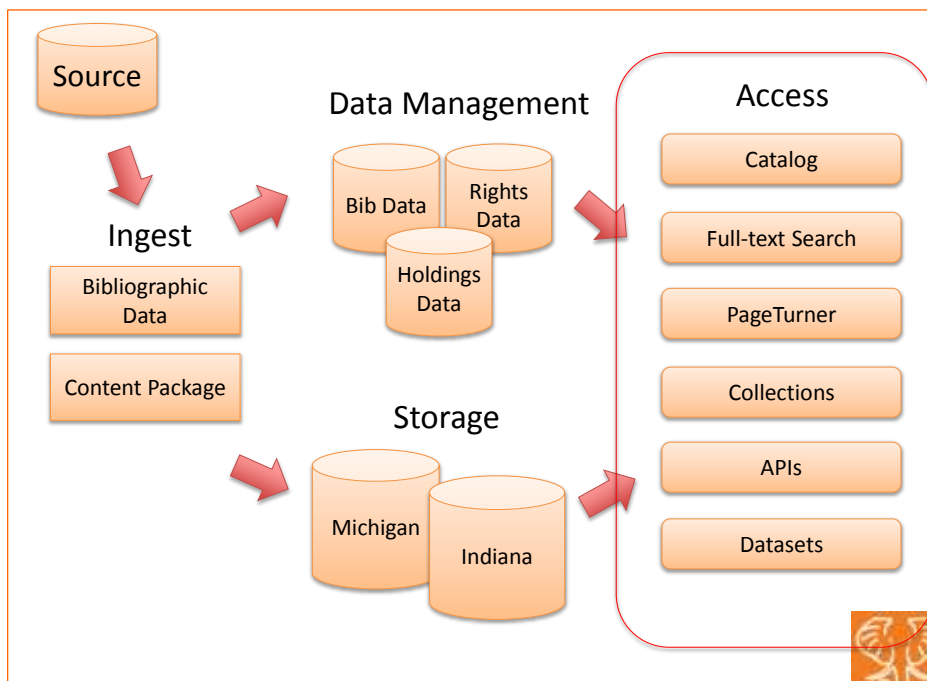 Source
Ingest
Bibliographic
Data
Content Package
Data Management
Bib Data
Rights
Data
Holdings
Data
Storage
Michigan
Indiana
Access
Catalog
Full-text Search
PageTurner
Collections
APIs
Datasets